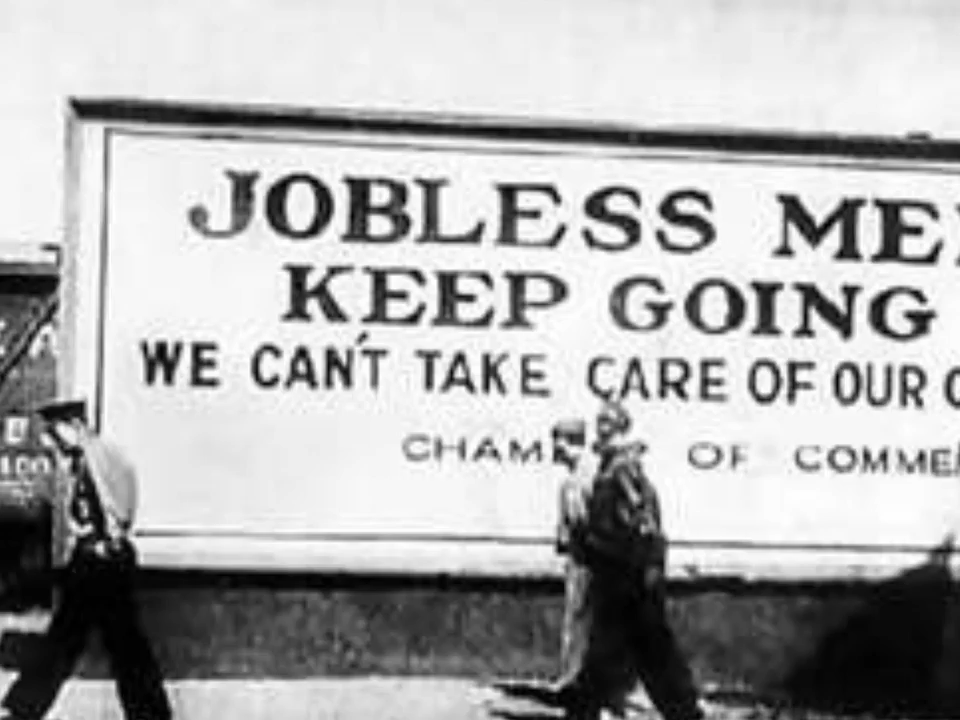 JOBLESS ME
KEEP GOING
WE CAN'T TAKE CARE OF OUR
CHAM OF COMME